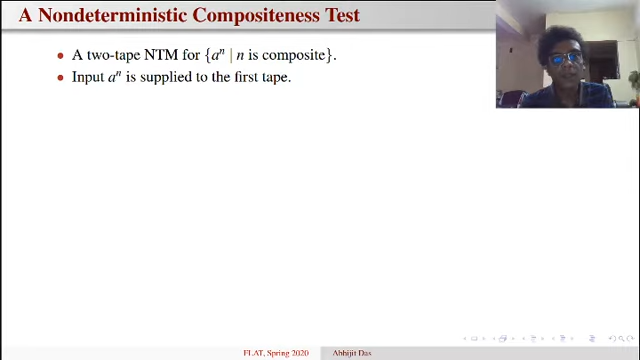 A Nondeterministic Compositeness Test
• A two-tape NTM for {aⁿ | n is composite}.
• Input aⁿ is supplied to the first tape.
FLAT, Spring 2020 Abhijit Das